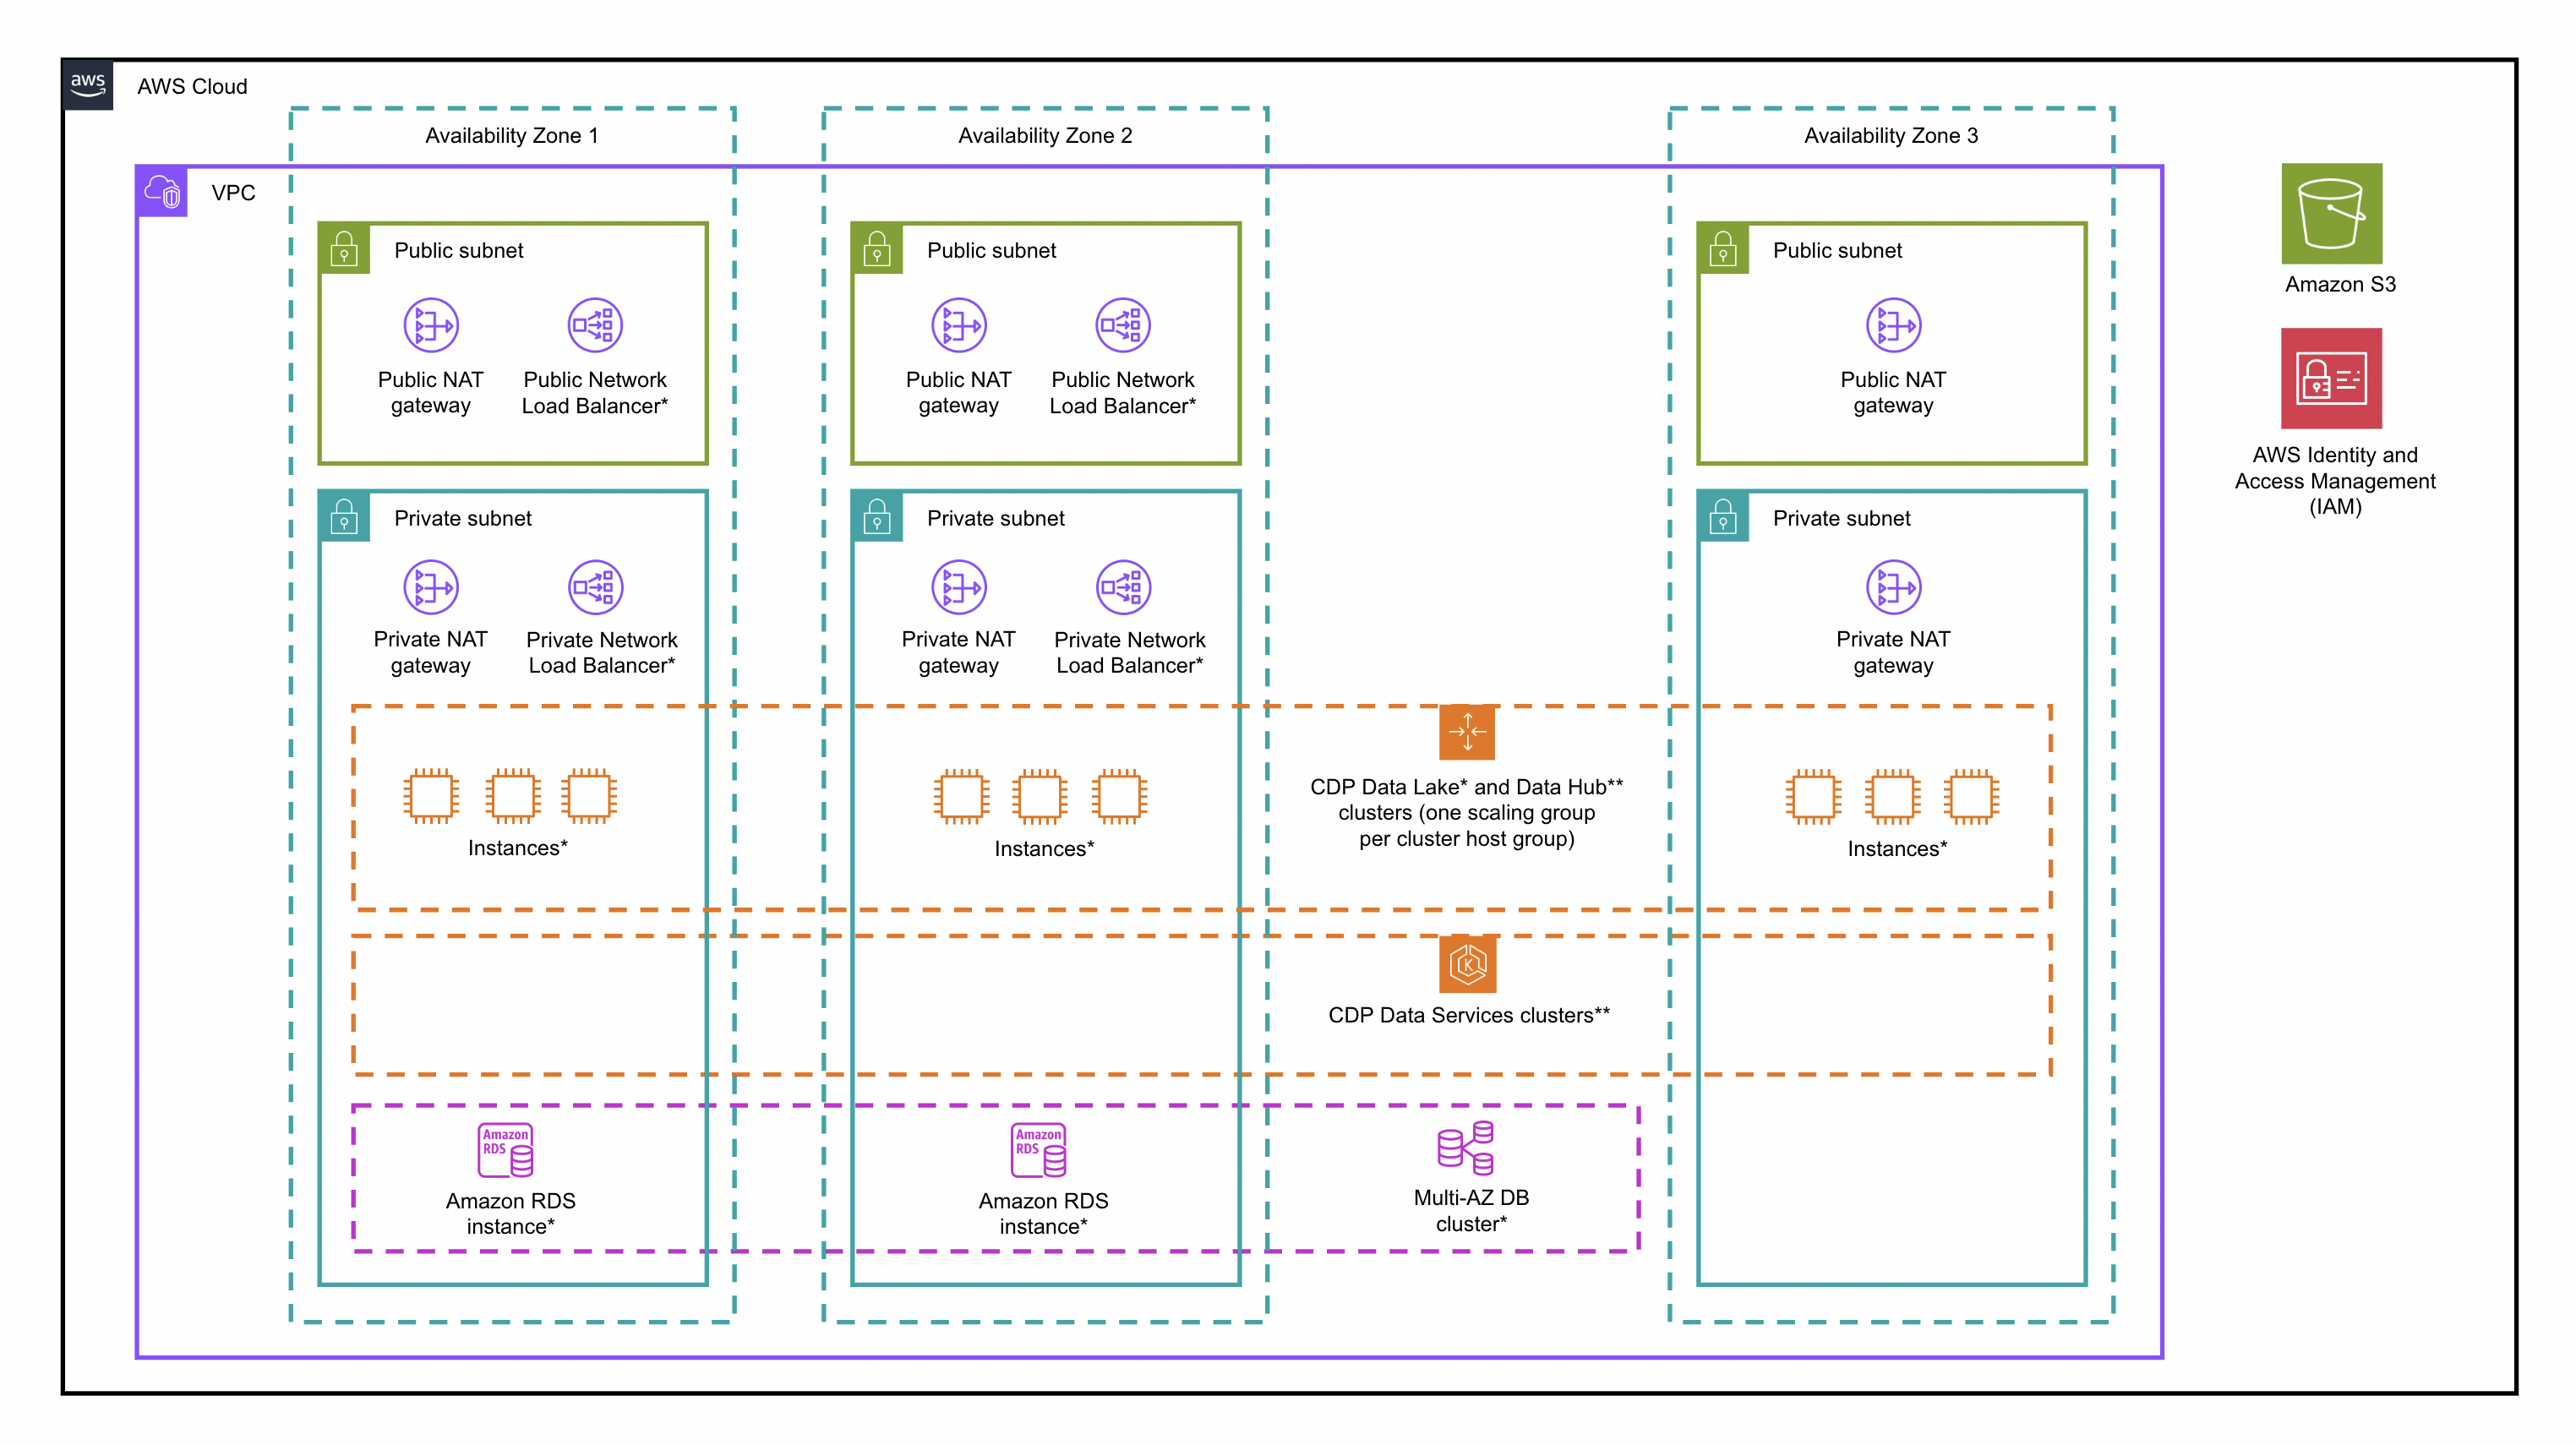 aws
AWS Cloud
Availability Zone 1
Availability Zone 2
Availability Zone 3
VPC
Public subnet
Public NAT
gateway
Public Network
Load Balancer*
Public subnet
Public NAT
gateway
Public Network
Load Balancer*
Public subnet
Public NAT
gateway
Amazon S3
AWS Identity and
Access Management
(IAM)
Private subnet
Private NAT
gateway
Private Network
Load Balancer*
Private subnet
Private NAT
gateway
Private Network
Load Balancer*
Private subnet
Private NAT
gateway
Instances*
Instances*
CDP Data Lake* and Data Hub**
clusters (one scaling group
per cluster host group)
Instances*
K
CDP Data Services clusters**
Amazon
RDS
Amazon RDS
instance*
Amazon
RDS
Amazon RDS
instance*
Multi-AZ DB
cluster*